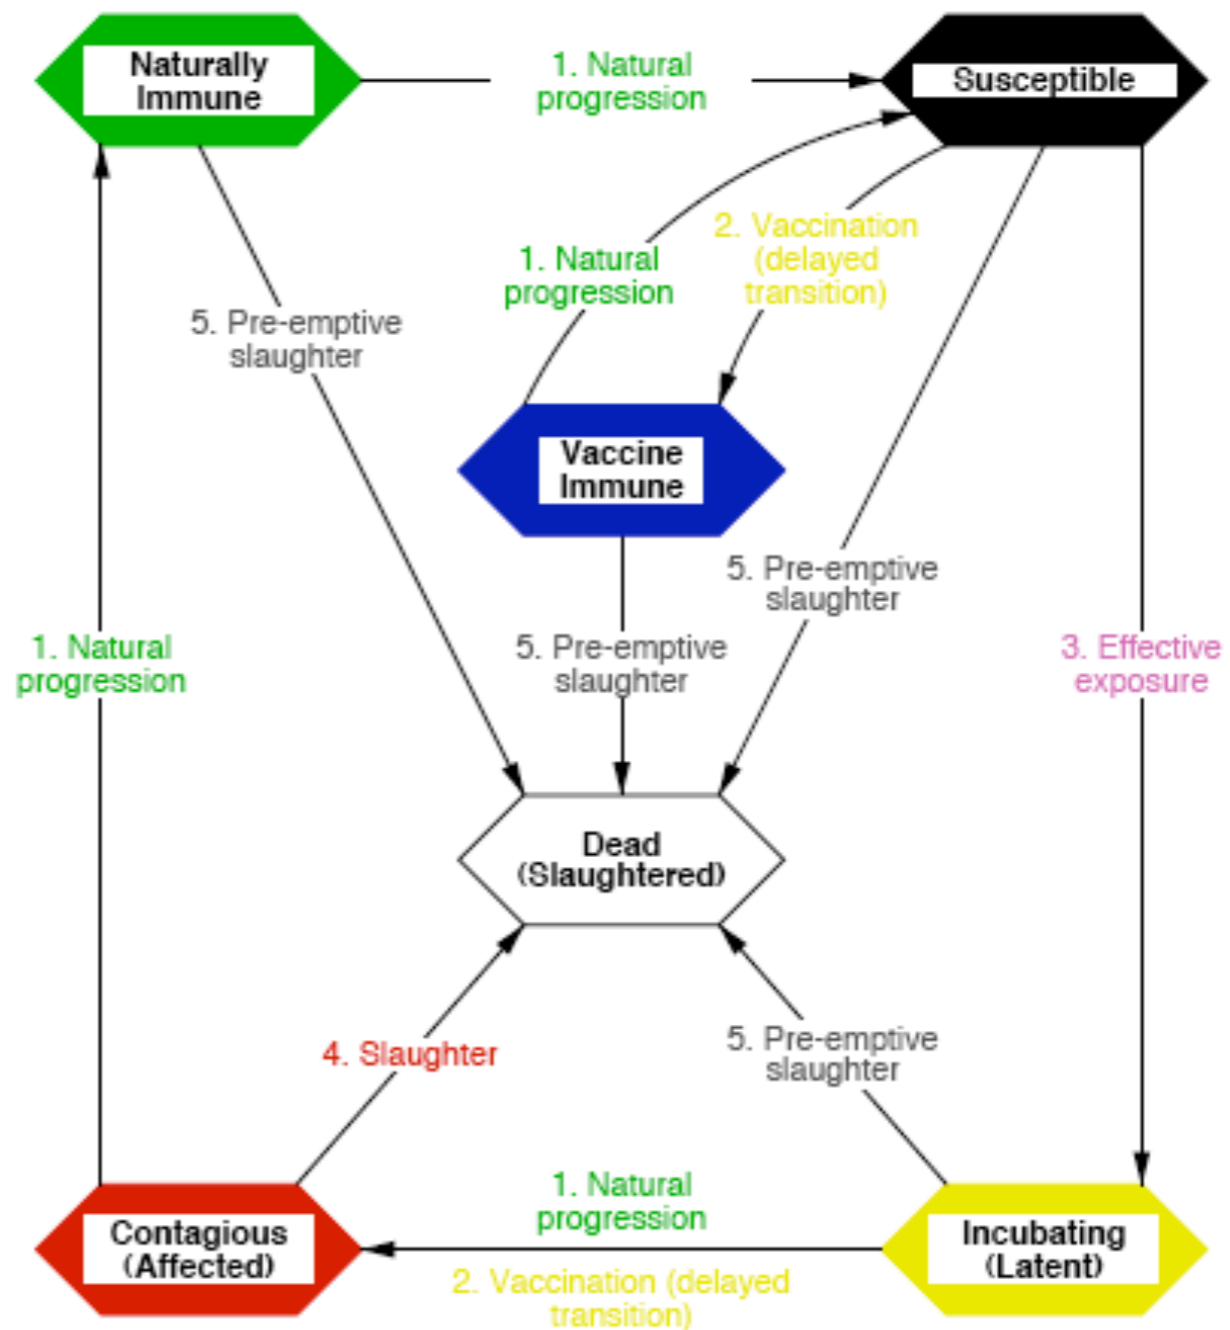 Naturally
Immune
1. Natural
progression
Susceptible
2. Vaccination
(delayed
transition)
1. Natural
progression
5. Pre-emptive
slaughter
Vaccine
Immune
5. Pre-emptive
slaughter
1. Natural
progression
5. Pre-emptive
slaughter
3. Effective
exposure
Dead
(Slaughtered)
4. Slaughter
5. Pre-emptive
slaughter
1. Natural
progression
Contagious
(Affected)
Incubating
(Latent)
2. Vaccination (delayed
transition)